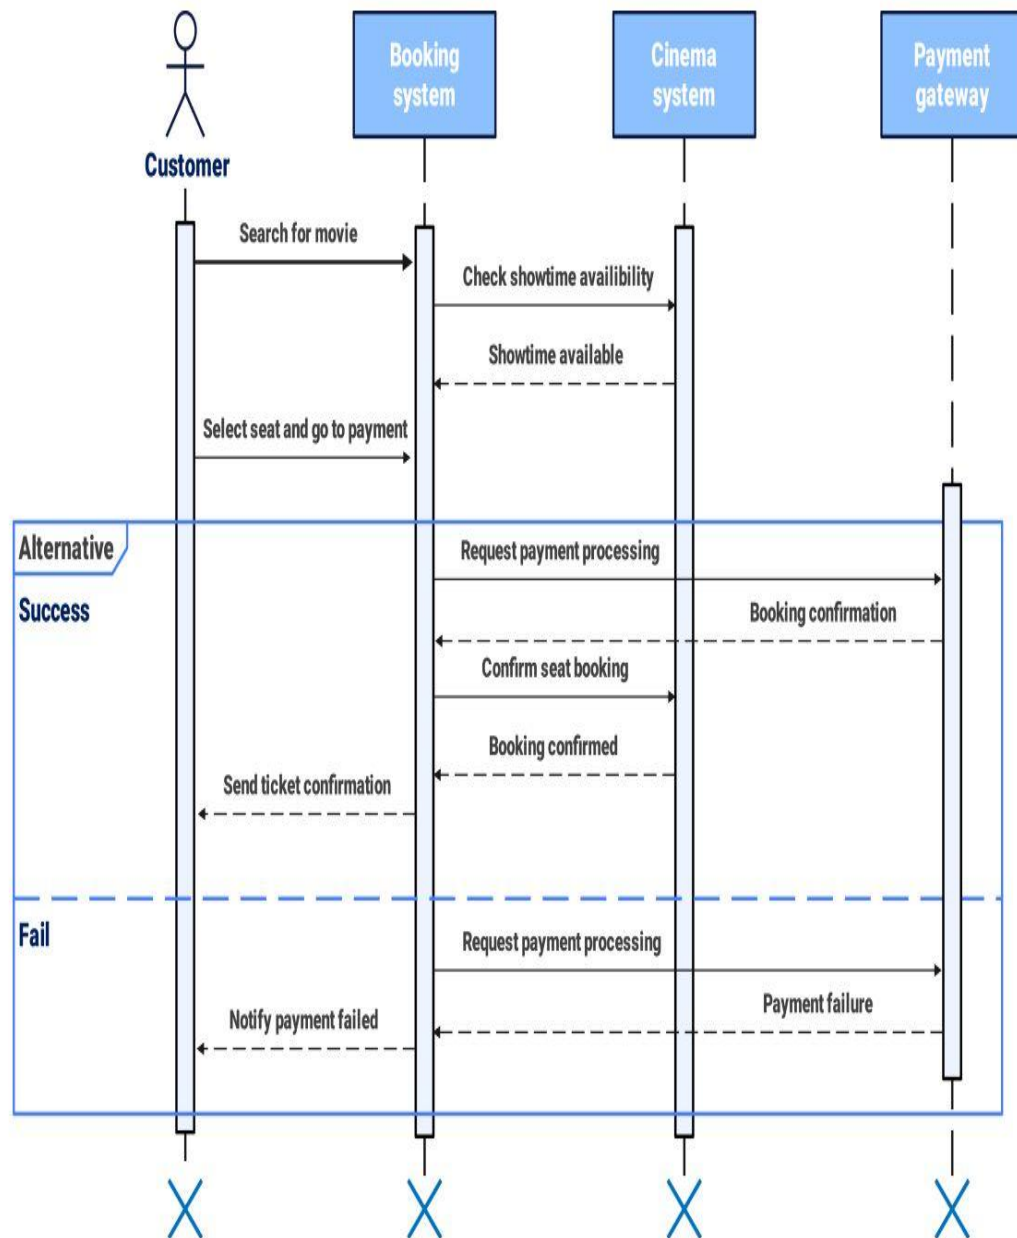 Booking
system
Cinema
system
Payment
gateway
Customer
Search for movie
Check showtime availibility
Showtime available
Select seat and go to payment
Alternative
Request payment processing
Success
Booking confirmation
Confirm seat booking
Booking confirmed
Send ticket confirmation
Fail
Request payment processing
Payment failure
Notify payment failed